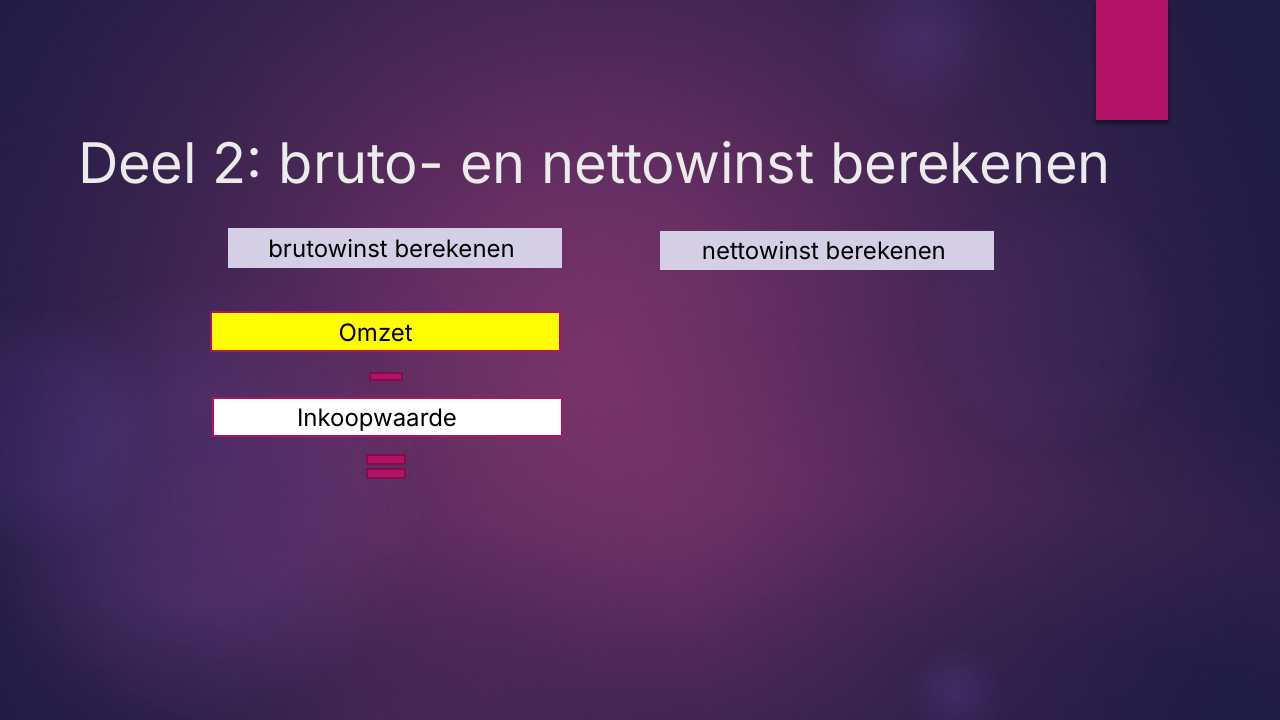 Deel 2: bruto- en nettowinst berekenen
brutowinst berekenen
nettowinst berekenen
Omzet
Inkoopwaarde